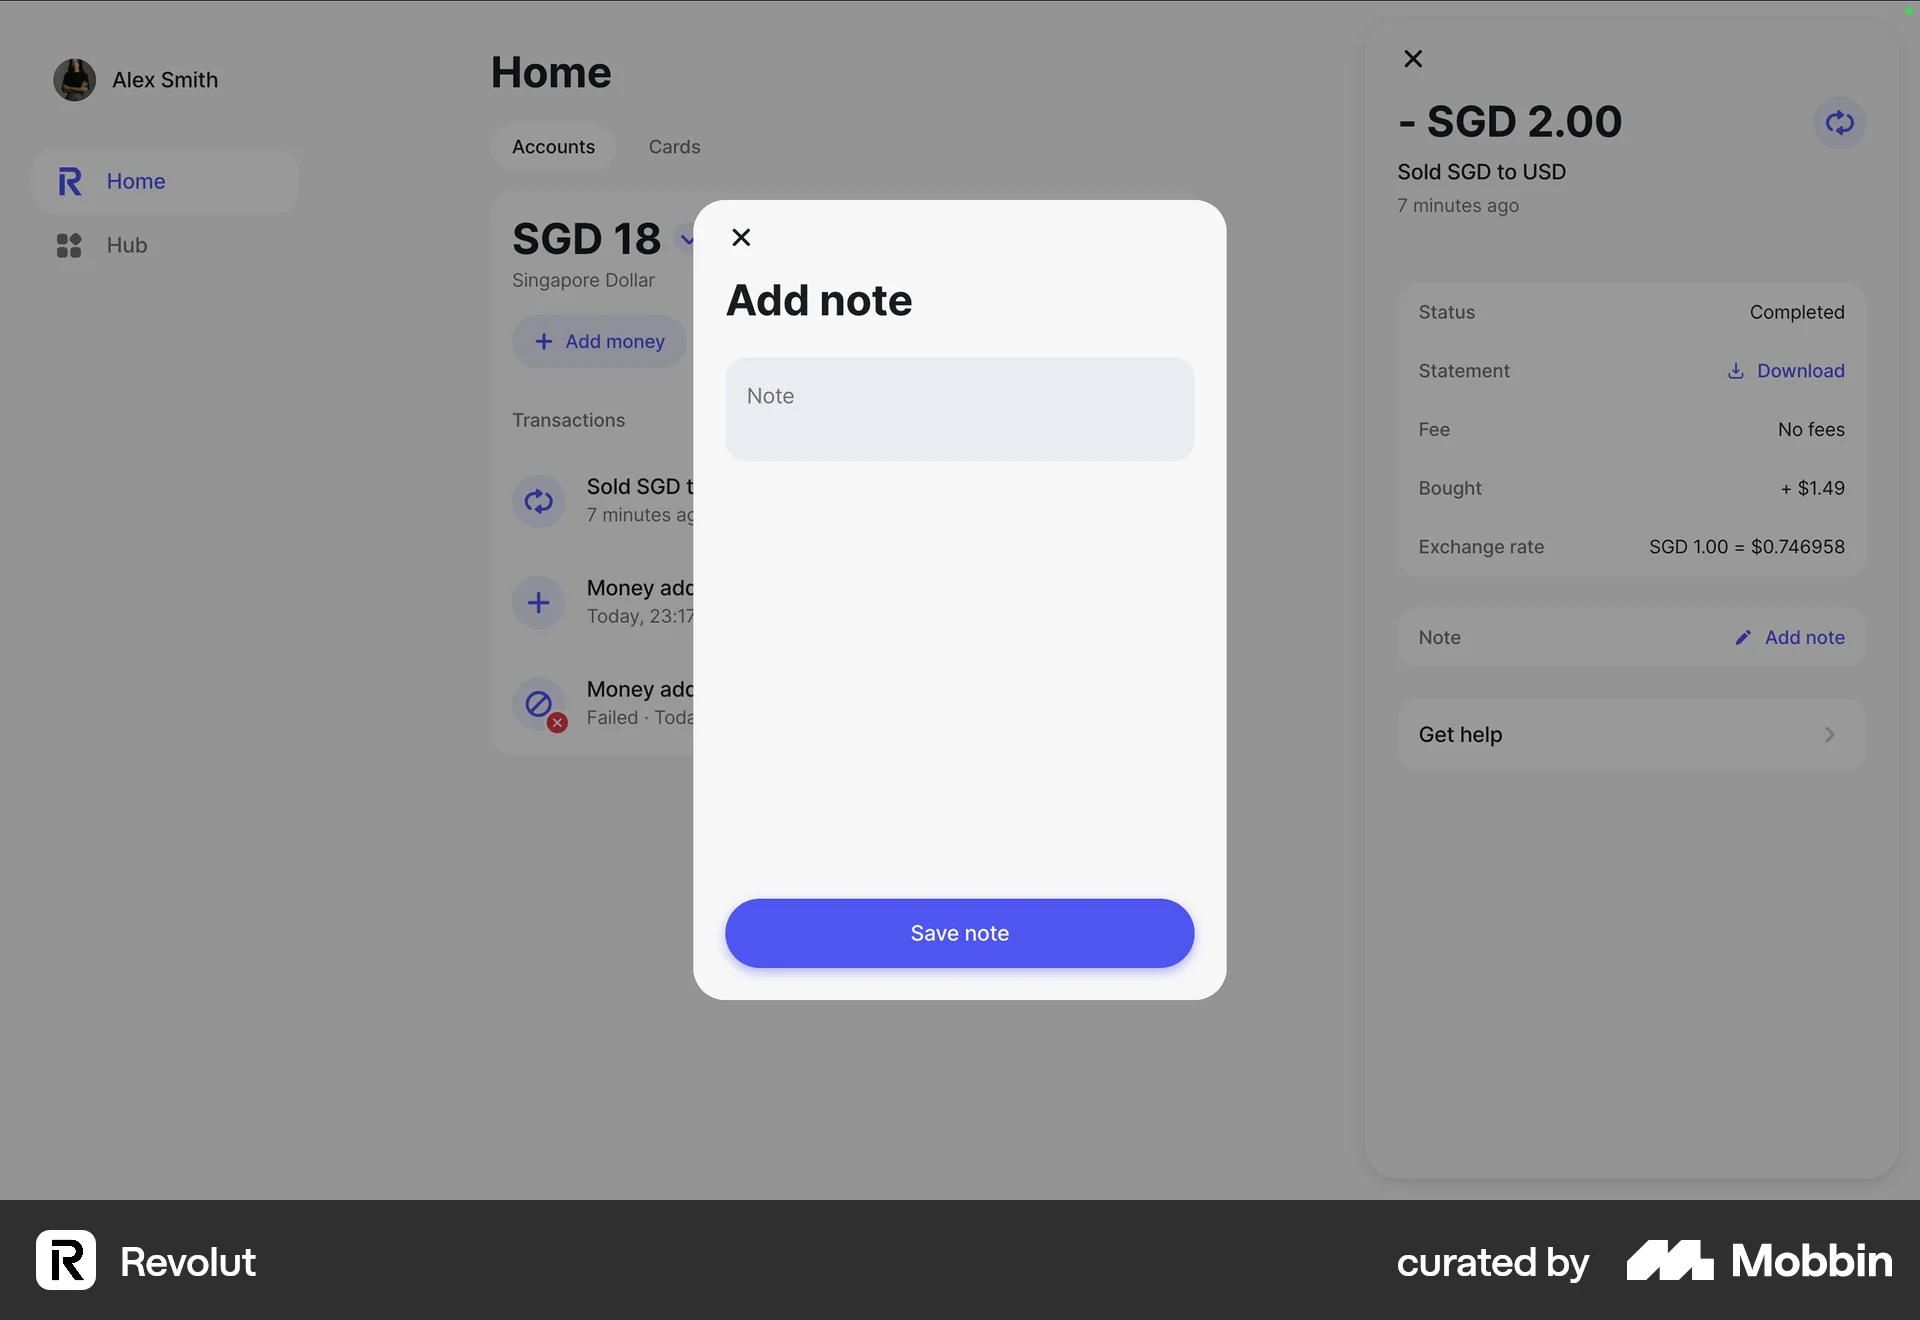 Alex Smith
Home
Hub
Home
Accounts
Cards
SGD 18
Singapore Dollar
Add money
Transactions
Sold SGD t
7 minutes ag
Money add
Today, 23:17
Money add
Failed · Toda
Add note
Note
Save note
- SGD 2.00
Sold SGD to USD
7 minutes ago
Status Completed
Statement Download
Fee No fees
Bought + $1.49
Exchange rate SGD 1.00 = $0.746958
Note Add note
Get help
Revolut
curated by Mobbin